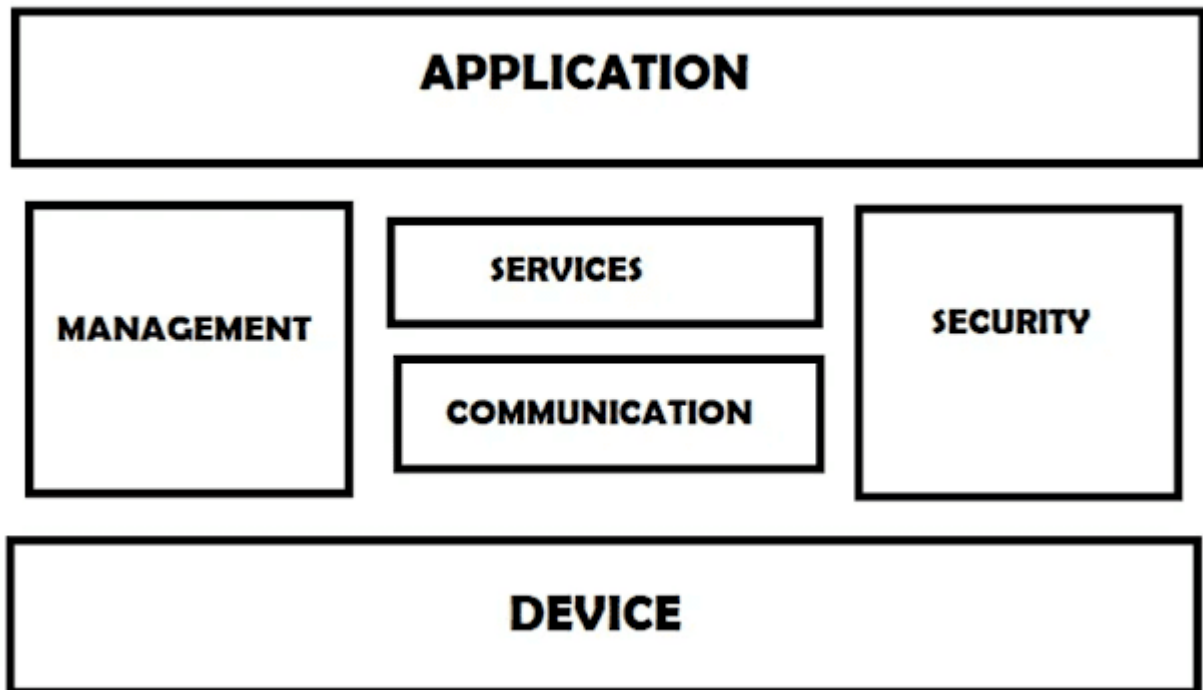 APPLICATION
MANAGEMENT
SERVICES
COMMUNICATION
SECURITY
DEVICE